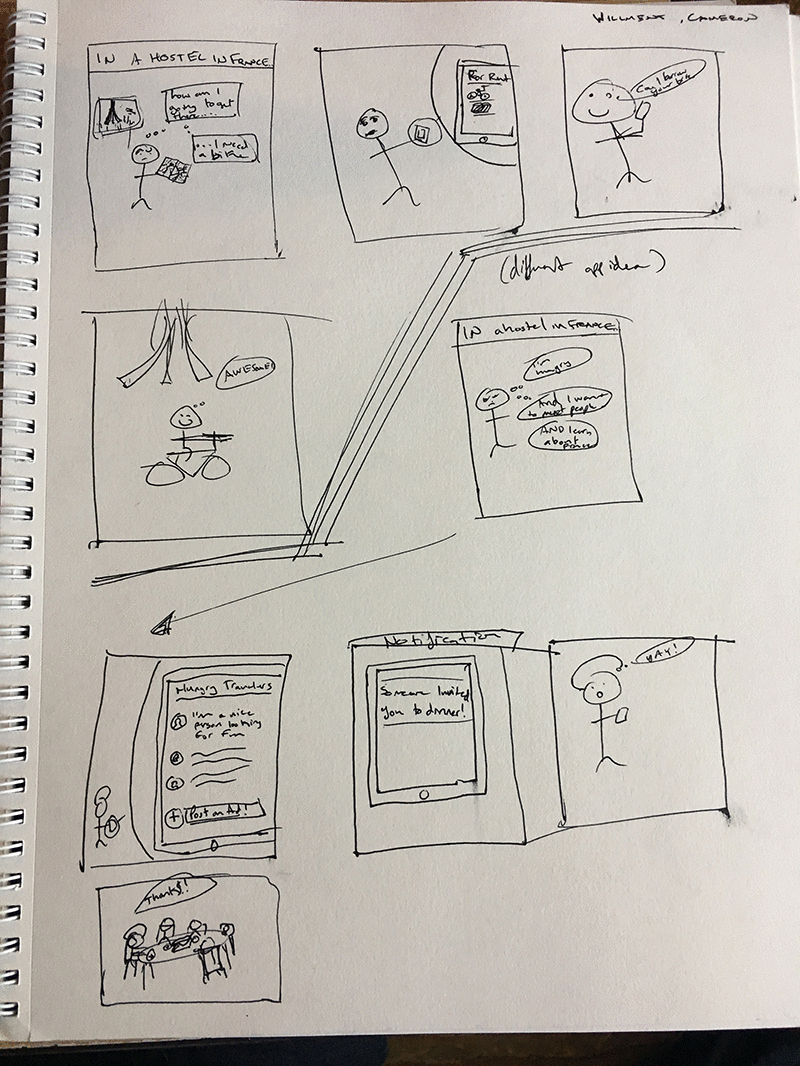 WILLMENT, CAMERON
IN A HOSTEL IN FRANCE..
how am I
going to get
there....
... I need
a bike
For Rent
Can I borrow
your bike
(different app idea)
AWESOME!
IN a hostel in FRANCE..
I'm
hungry
And I want
to meet people
AND learn
about France
Hungry Travelers
I'm a nice
person looking
for fun
Post an Ad!
Notification
Someone Invited
you to dinner!
YAY!
Thanks!!